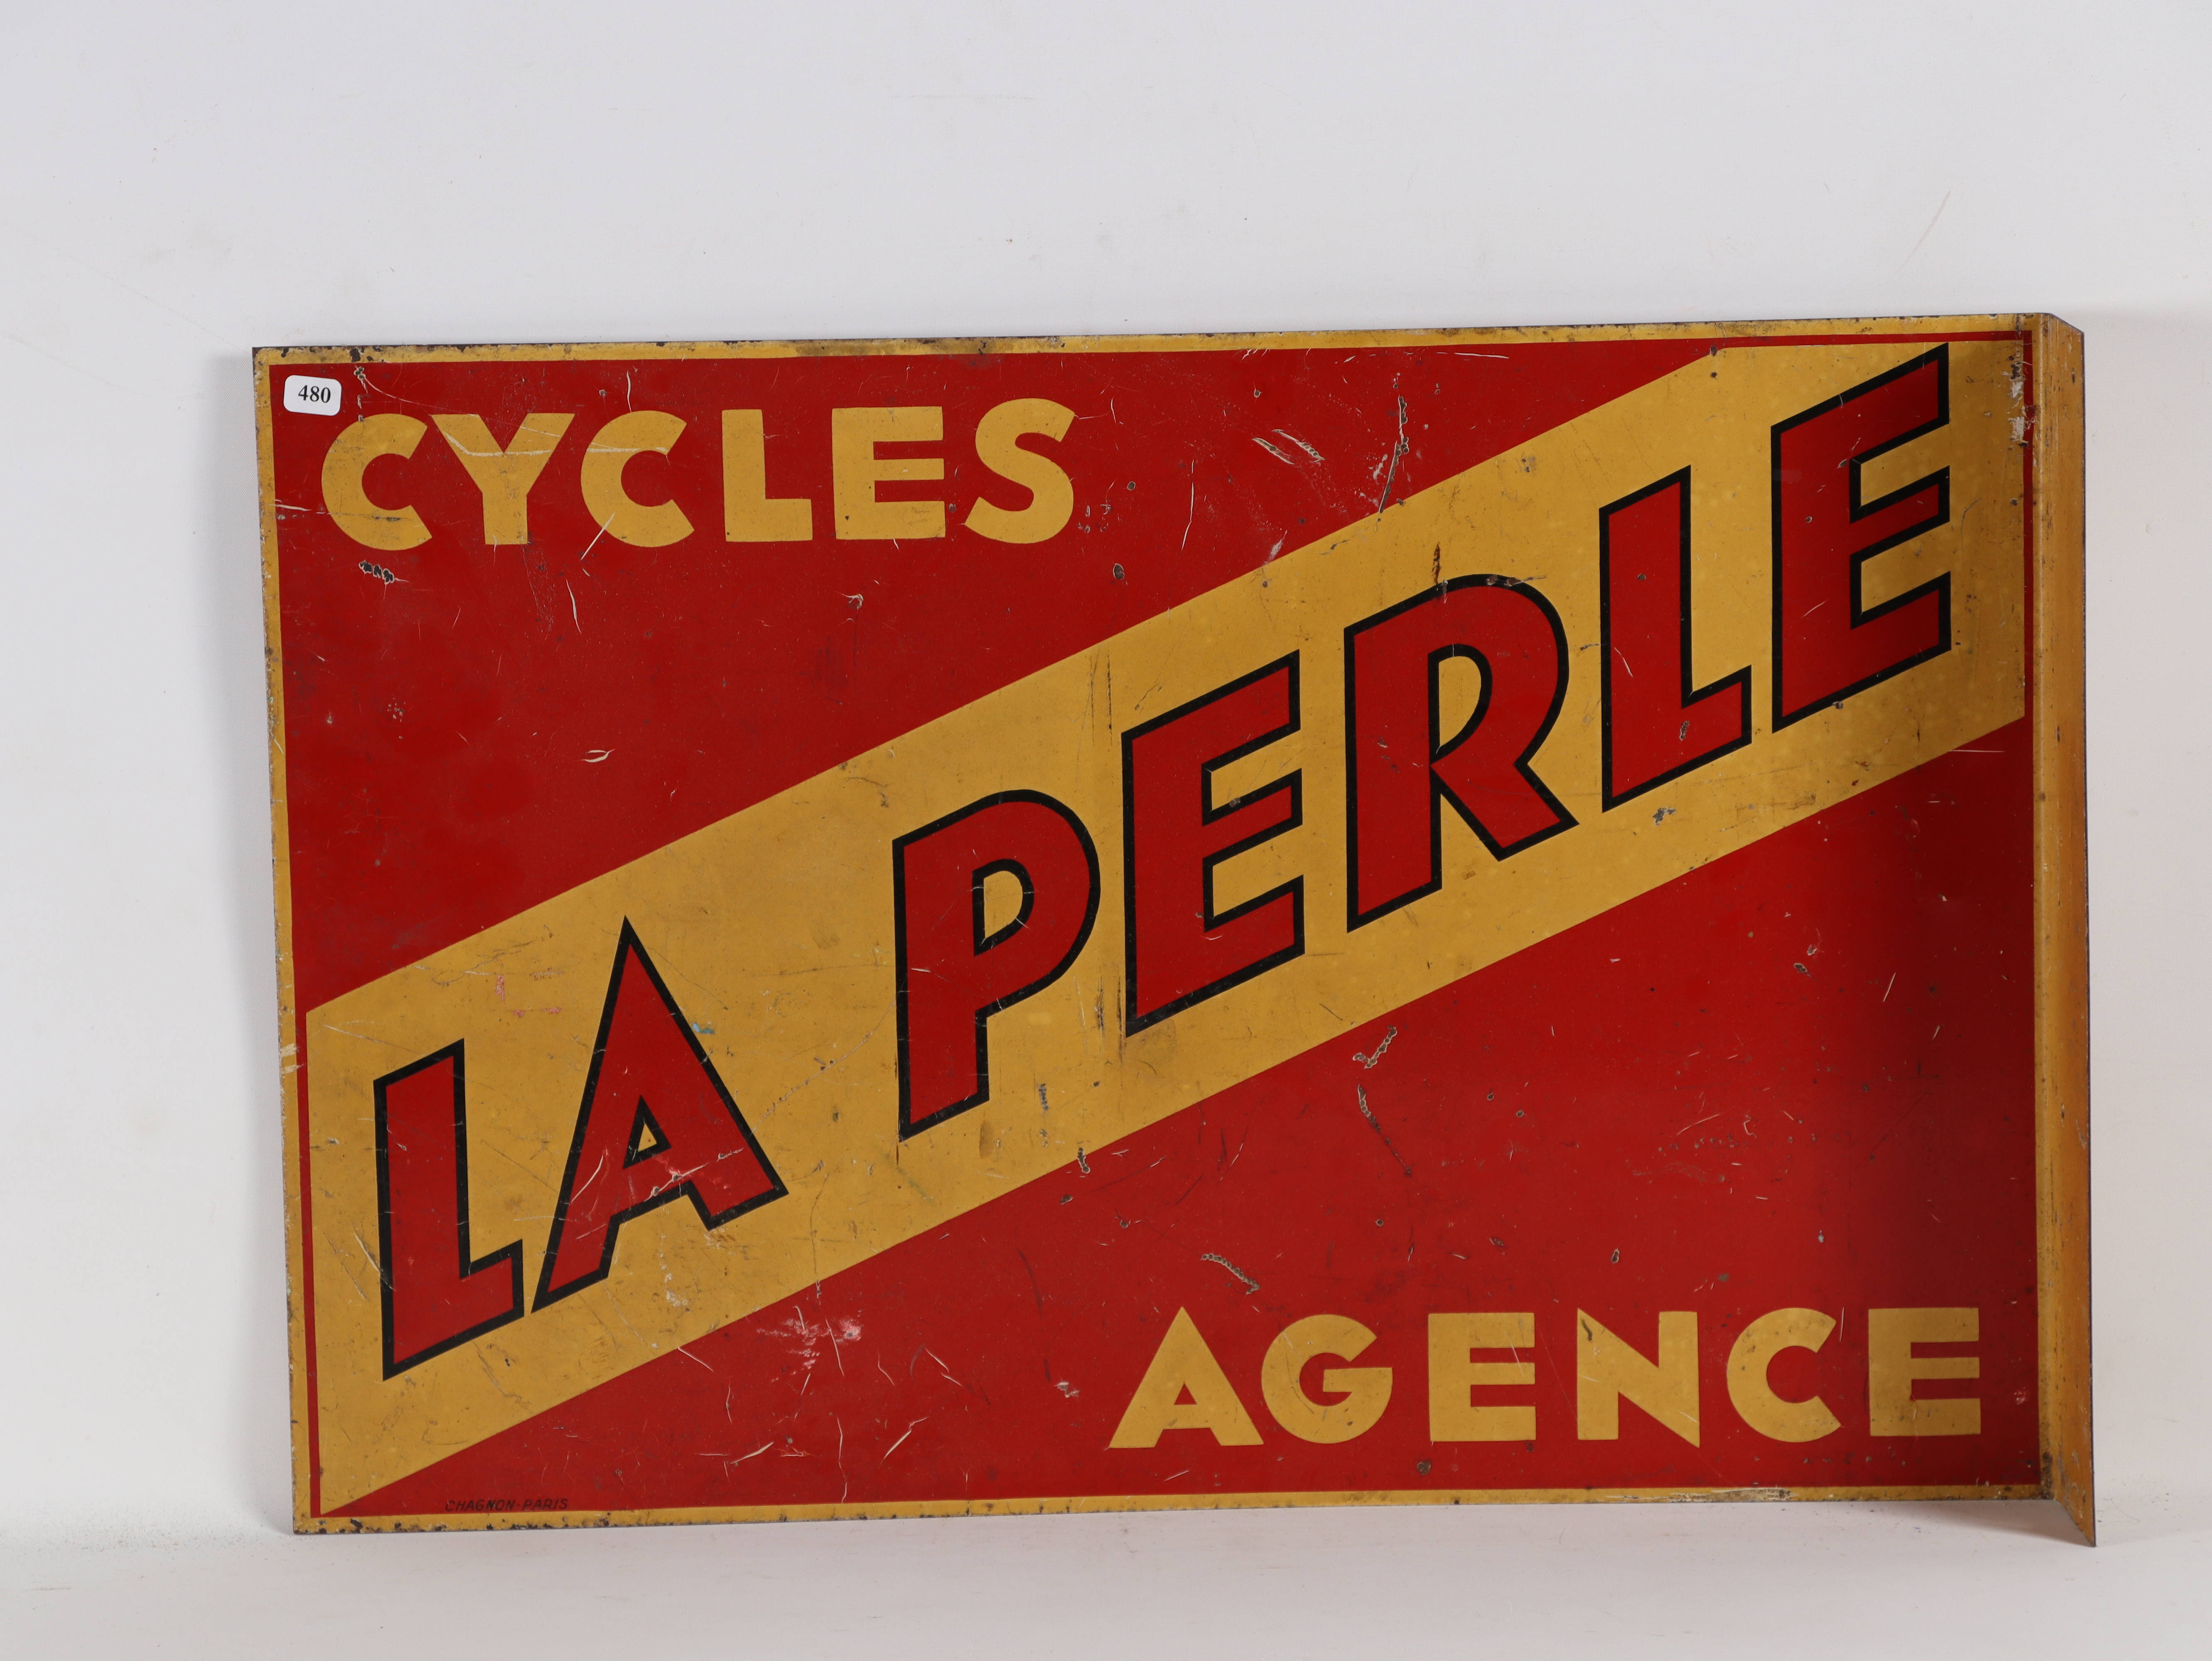 480
CYCLES
LA PERLE
AGENCE
CHAGNON-PARIS